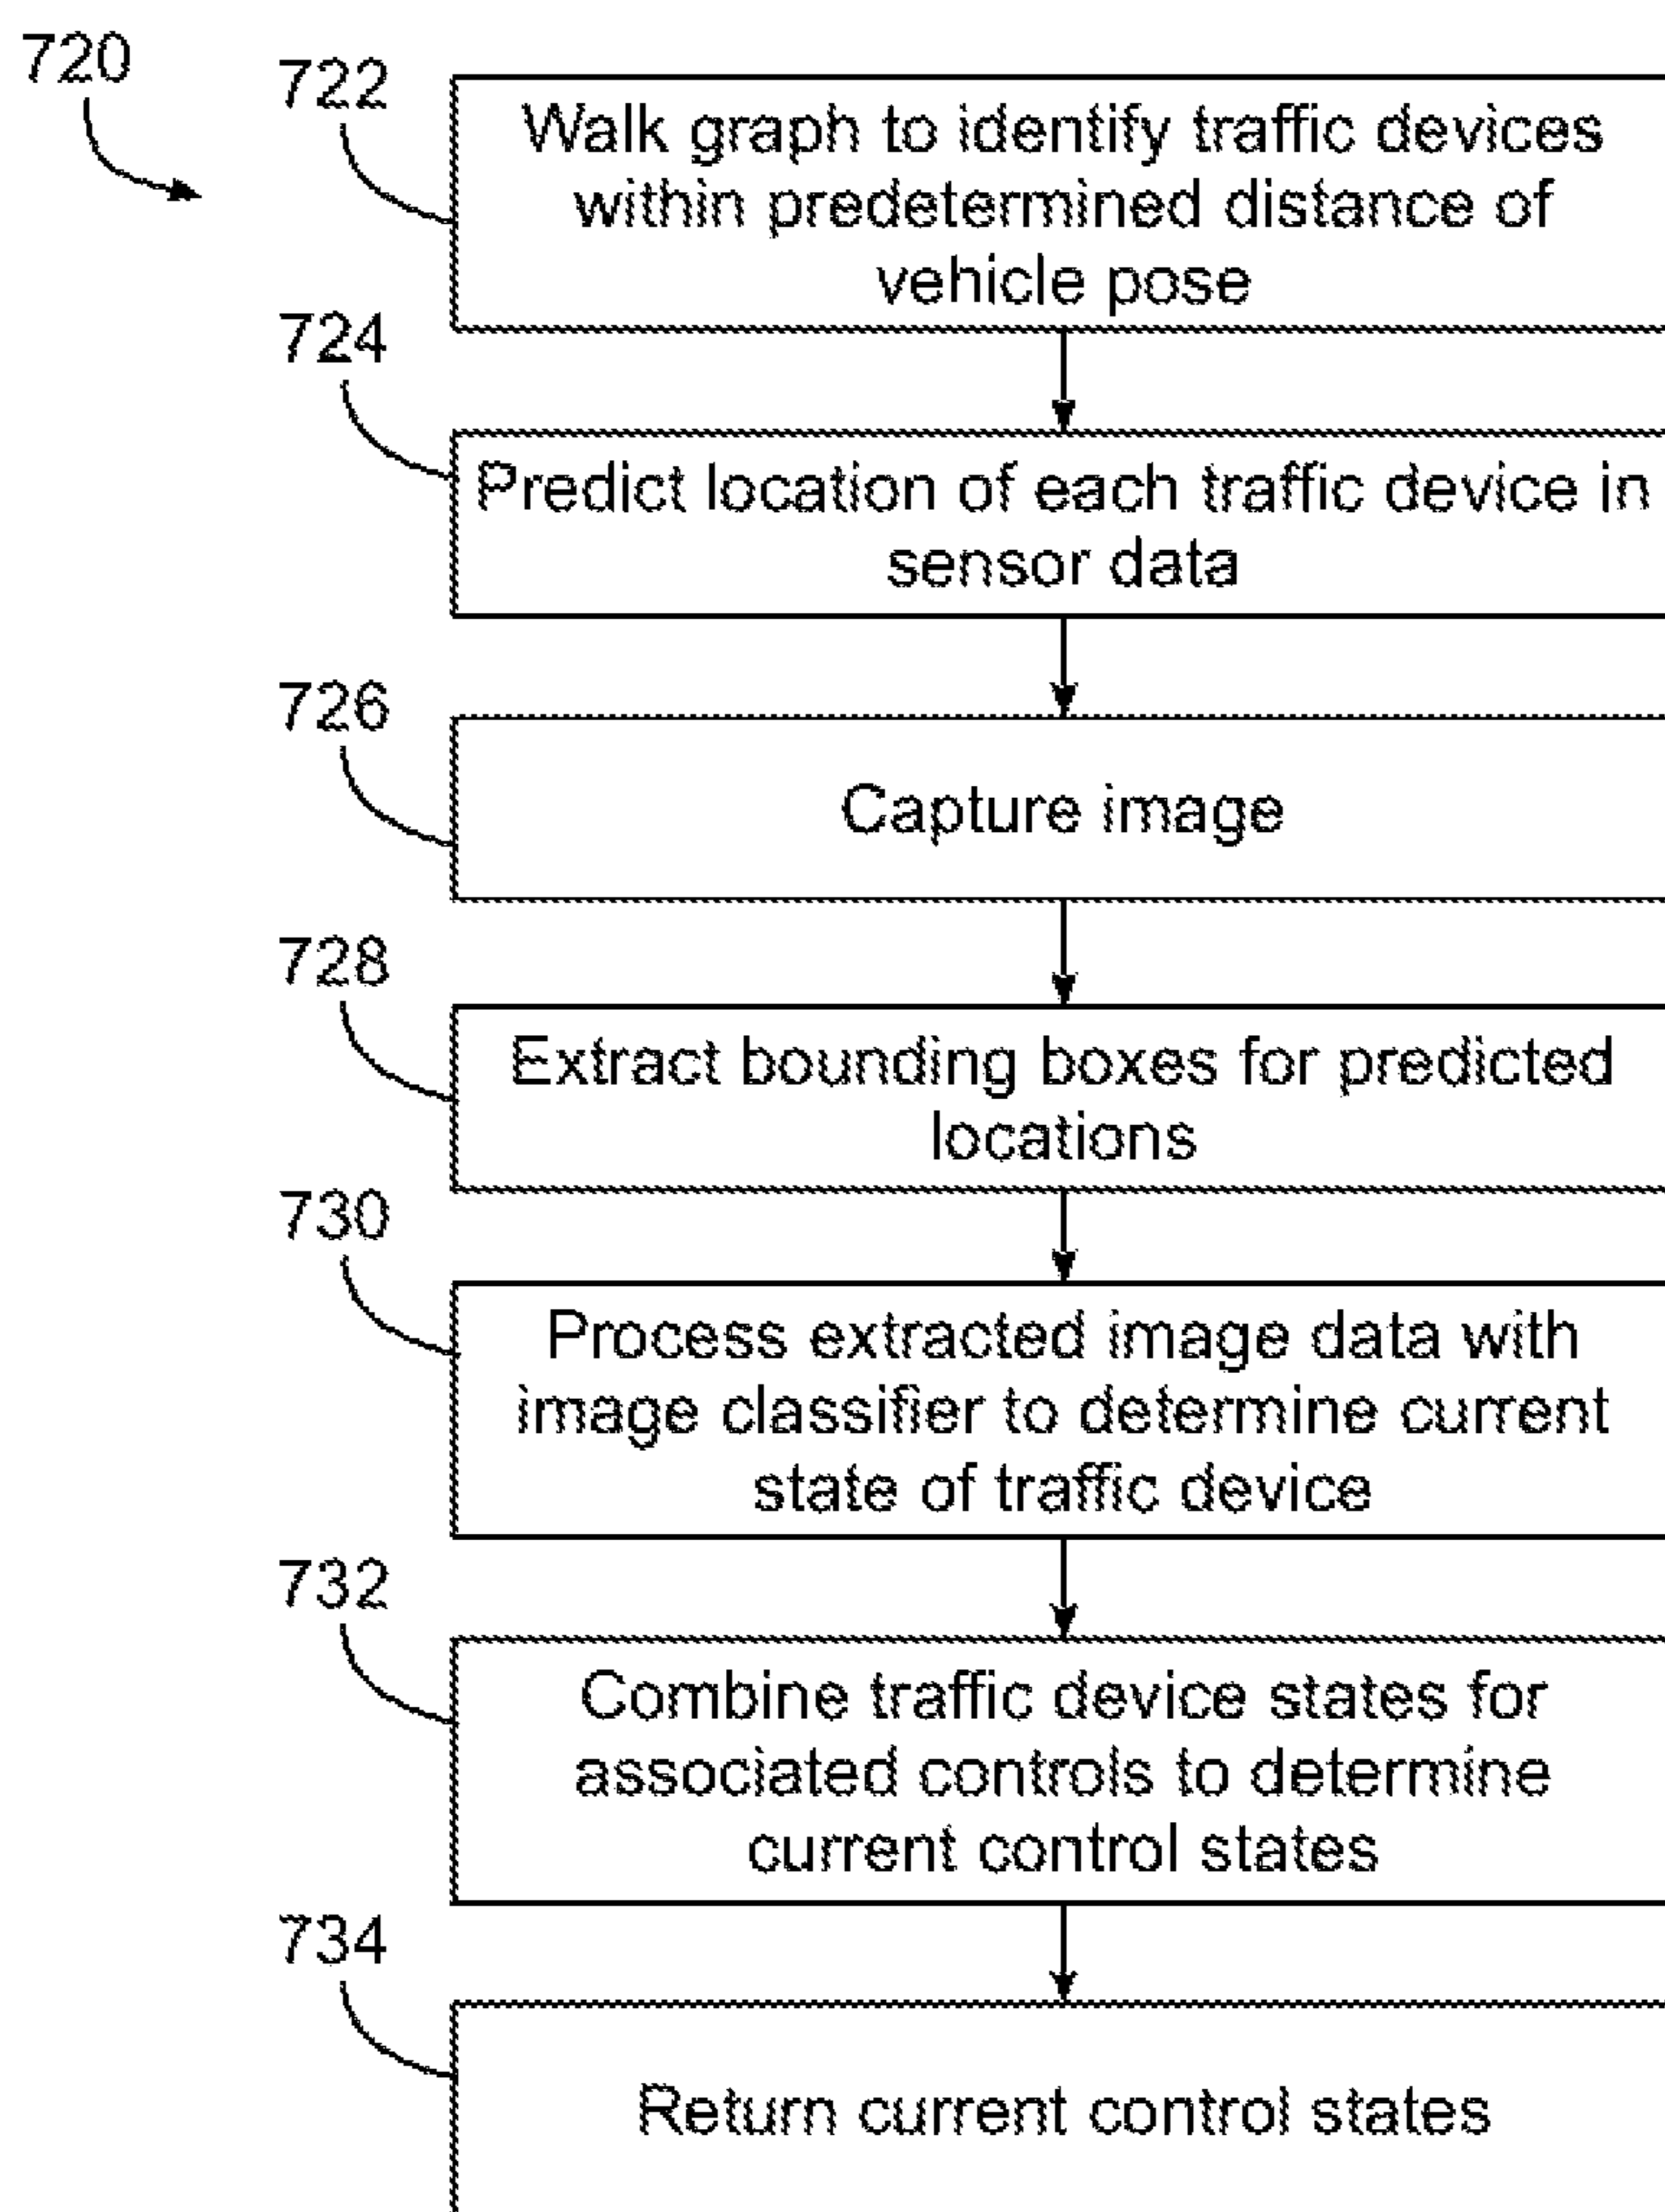 720
722
Walk graph to identify traffic devices
within predetermined distance of
vehicle pose
724
Predict location of each traffic device in
sensor data
726
Capture image
728
Extract bounding boxes for predicted
locations
730
Process extracted image data with
image classifier to determine current
state of traffic device
732
Combine traffic device states for
associated controls to determine
current control states
734
Return current control states